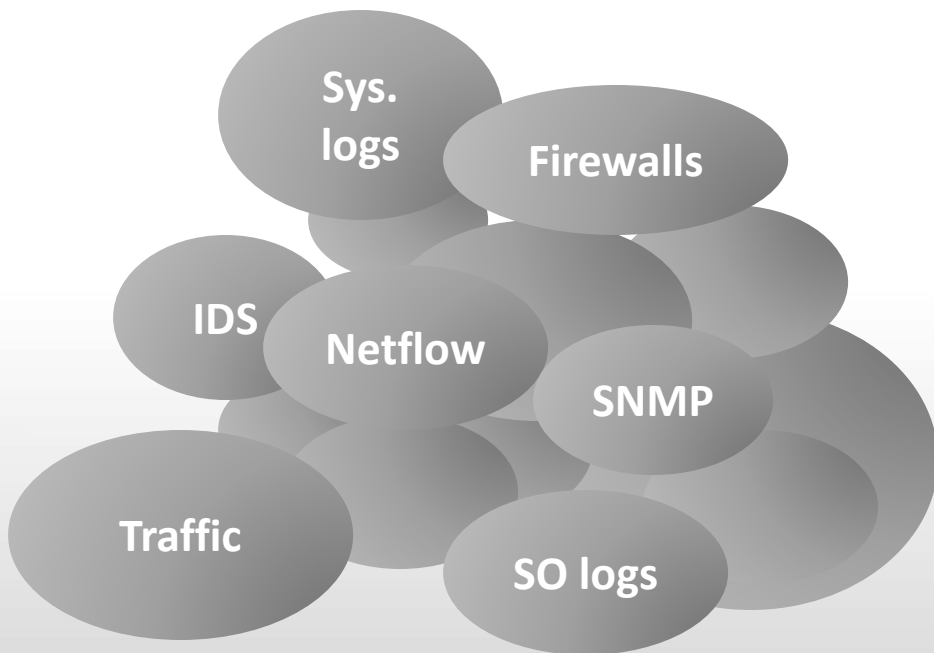 Sys.
logs
Firewalls
IDS
Netflow
SNMP
Traffic
SO logs